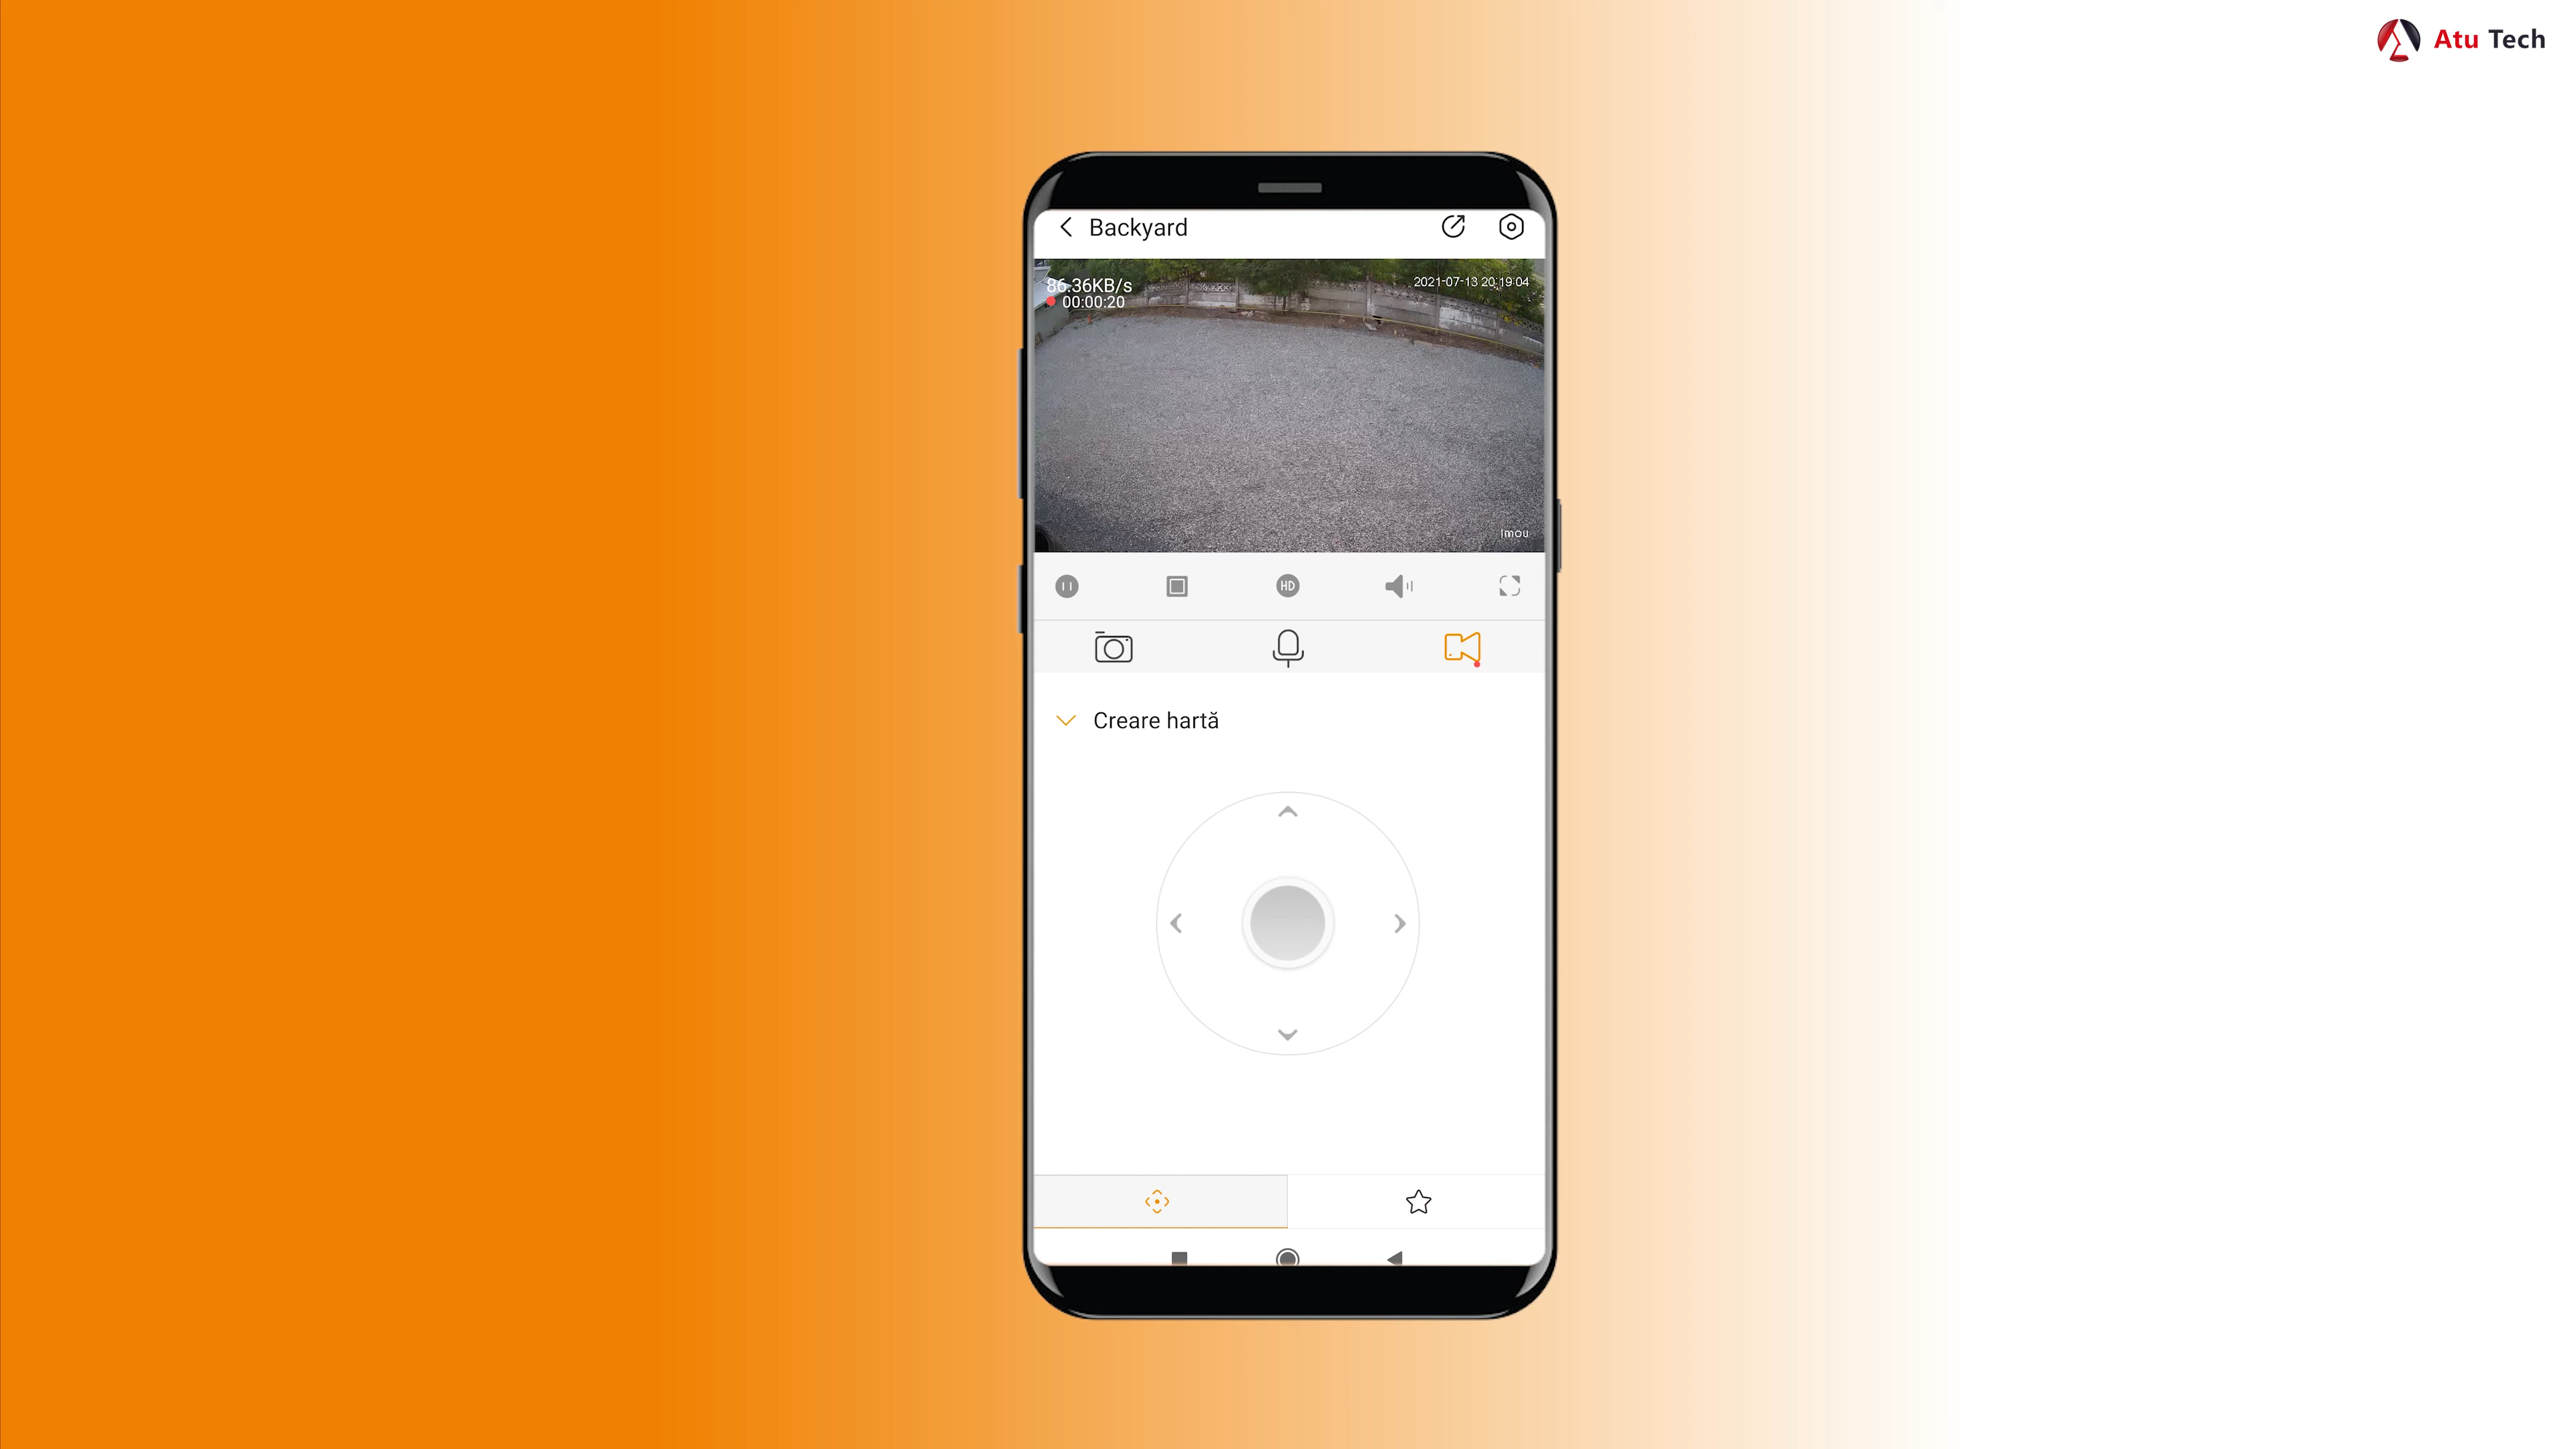 Atu Tech
Backyard
86.36KB/s
2021-07-13 20:19:04
00:00:20
imou
HD
Creare hartă